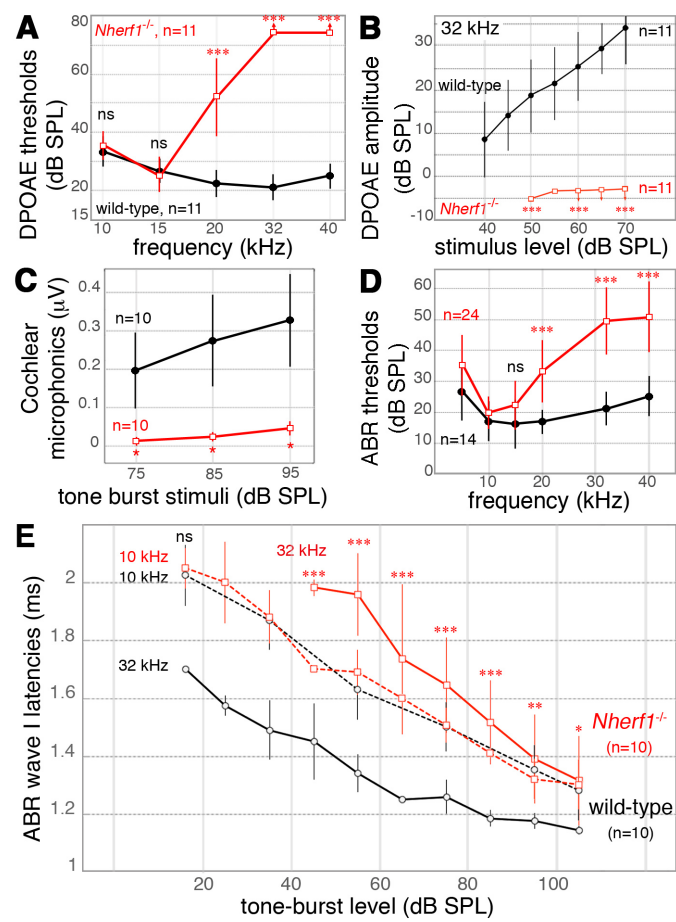 A
Nherf1-/-, n=11
***
***
***
ns
ns
wild-type, n=11
DPOAE thresholds
(dB SPL)
80
60
40
20
15
10
15
20
32
40
frequency (kHz)
B
32 kHz
n=11
wild-type
n=11
Nherf1-/-
***
***
***
DPOAE amplitude
(dB SPL)
30
20
10
0
-10
30
40
50
60
70
80
stimulus level (dB SPL)
C
n=10
n=10
*
*
*
Cochlear
microphonics (µV)
0.4
0.3
0.2
0.1
0
75
85
95
tone burst stimuli (dB SPL)
D
n=24
***
***
***
ns
n=14
ABR thresholds
(dB SPL)
60
50
40
30
20
10
0
10
20
30
40
frequency (kHz)
E
ns
10 kHz
10 kHz
32 kHz
32 kHz
***
***
***
***
***
**
*
Nherf1-/-
(n=10)
wild-type
(n=10)
ABR wave I latencies (ms)
2
1.8
1.6
1.4
1.2
1
20
40
60
80
100
tone-burst level (dB SPL)